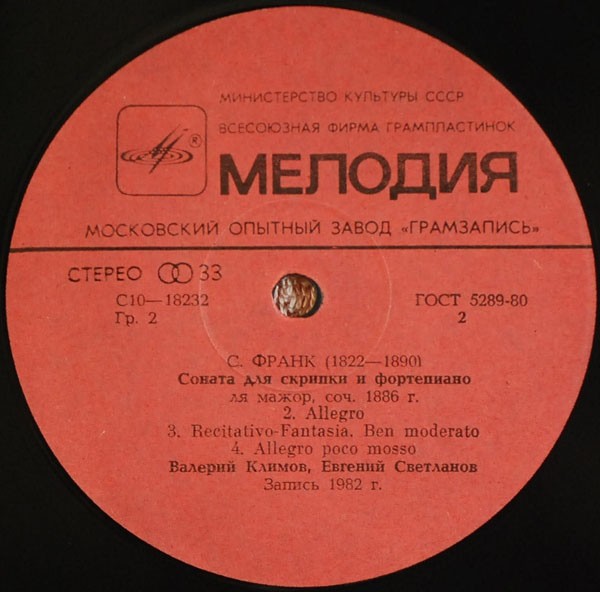 МИНИСТЕРСТВО КУЛЬТУРЫ СССР
ВСЕСОЮЗНАЯ ФИРМА ГРАМПЛАСТИНОК
®
МЕЛОДИЯ
МОСКОВСКИЙ ОПЫТНЫЙ ЗАВОД «ГРАМЗАПИСЬ»
СТЕРЕО 33
С10—18232
Гр. 2
ГОСТ 5289-80
2
С. ФРАНК (1822—1890)
Соната для скрипки и фортепиано
ля мажор, соч. 1886 г.
2. Allegro
3. Recitativo-Fantasia. Ben moderato
4. Allegro poco mosso
Валерий Климов, Евгений Светланов
Запись 1982 г.